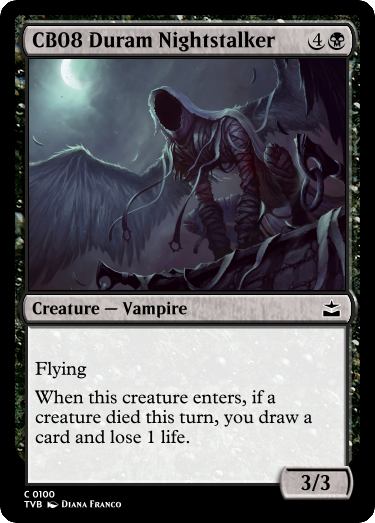 CB08 Duram Nightstalker 4
Creature — Vampire
Flying
When this creature enters, if a
creature died this turn, you draw a
card and lose 1 life.
3/3
C 0100
TVB Diana Franco